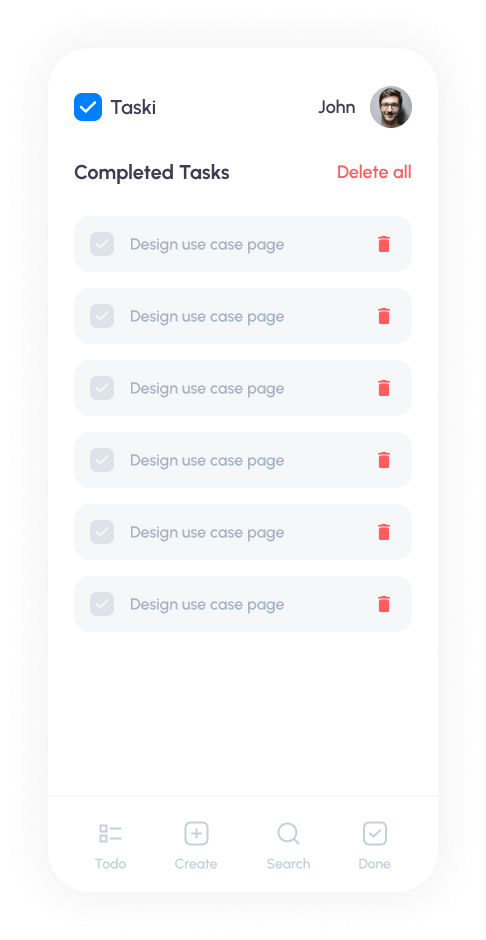 Taski
John
Completed Tasks
Delete all
Design use case page
Design use case page
Design use case page
Design use case page
Design use case page
Design use case page
Todo
Create
Search
Done